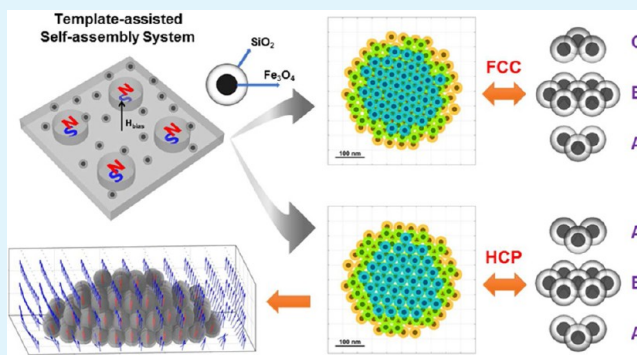 Template-assisted
Self-assembly System
SiO2
Fe3O4
Hbias
N
S
N
S
N
S
N
S
100 nm
FCC
C
B
A
100 nm
HCP
A
B
A